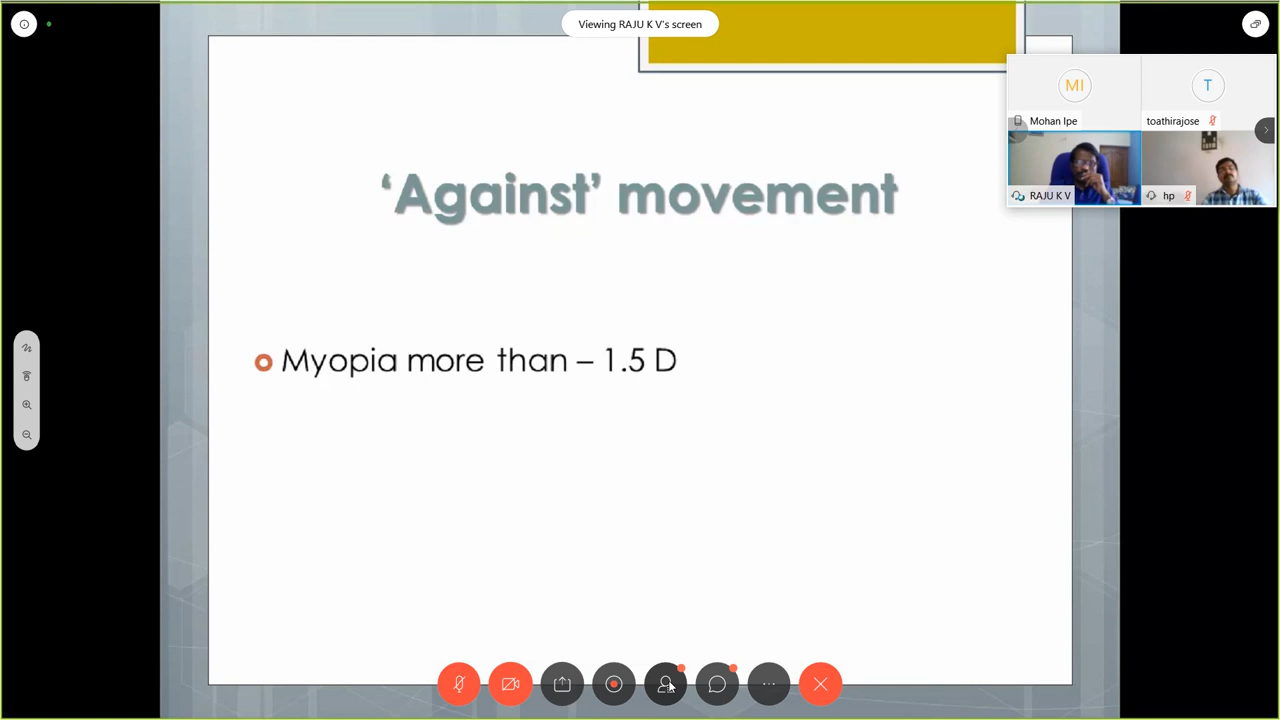 Viewing RAJU K V's screen
MI
T
Mohan Ipe
toathirajose
RAJU K V
hp
‘Against’ movement
Myopia more than – 1.5 D